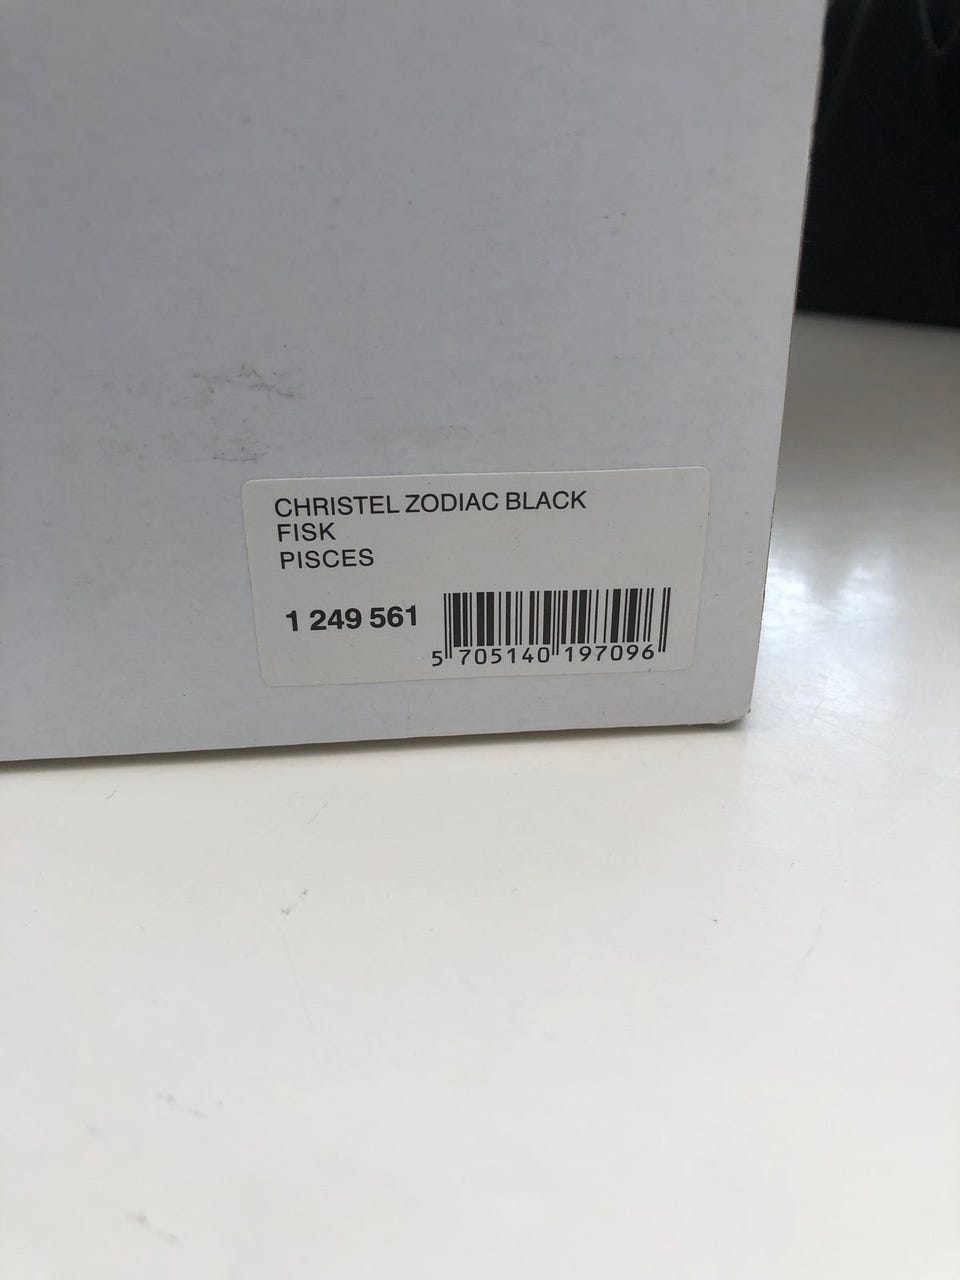 CHRISTEL ZODIAC BLACK
FISK
PISCES
1 249 561
5 705140 197096